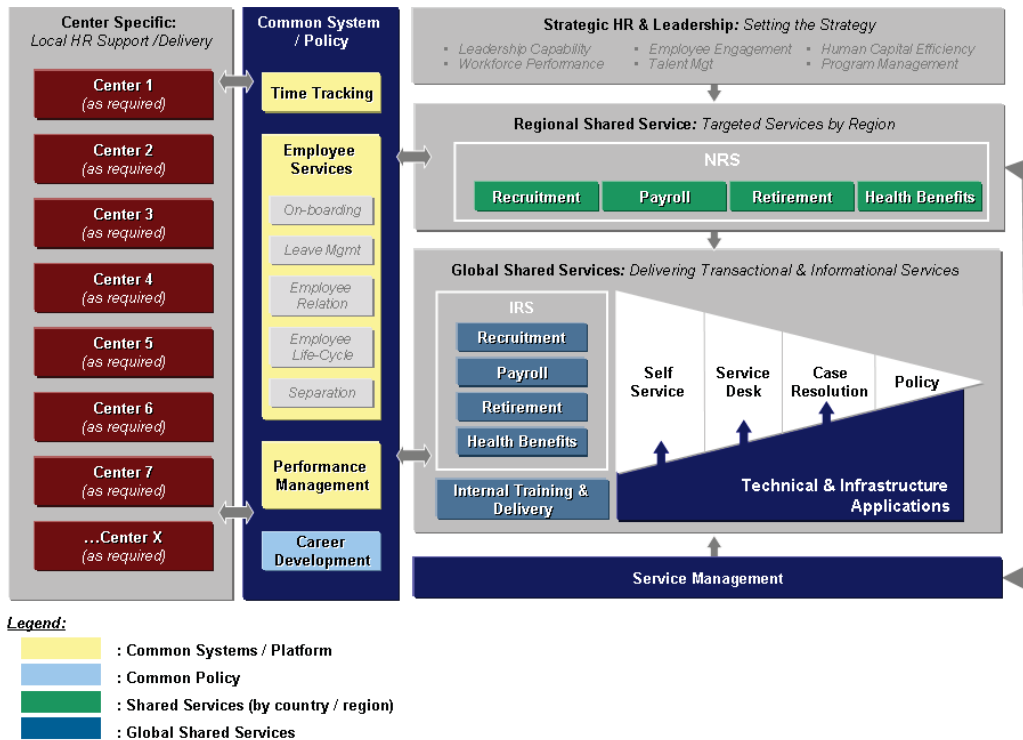 Center Specific:
Local HR Support /Delivery
Center 1
(as required)
Center 2
(as required)
Center 3
(as required)
Center 4
(as required)
Center 5
(as required)
Center 6
(as required)
Center 7
(as required)
...Center X
(as required)
Common System
/ Policy
Time Tracking
Employee
Services
On-boarding
Leave Mgmt
Employee
Relation
Employee
Life-Cycle
Separation
Performance
Management
Career
Development
Strategic HR & Leadership: Setting the Strategy
• Leadership Capability
• Workforce Performance
• Employee Engagement
• Talent Mgt
• Human Capital Efficiency
• Program Management
Regional Shared Service: Targeted Services by Region
NRS
Recruitment
Payroll
Retirement
Health Benefits
Global Shared Services: Delivering Transactional & Informational Services
IRS
Recruitment
Payroll
Retirement
Health Benefits
Internal Training &
Delivery
Self
Service
Service
Desk
Case
Resolution
Policy
Technical & Infrastructure
Applications
Service Management
Legend:
: Common Systems / Platform
: Common Policy
: Shared Services (by country / region)
: Global Shared Services